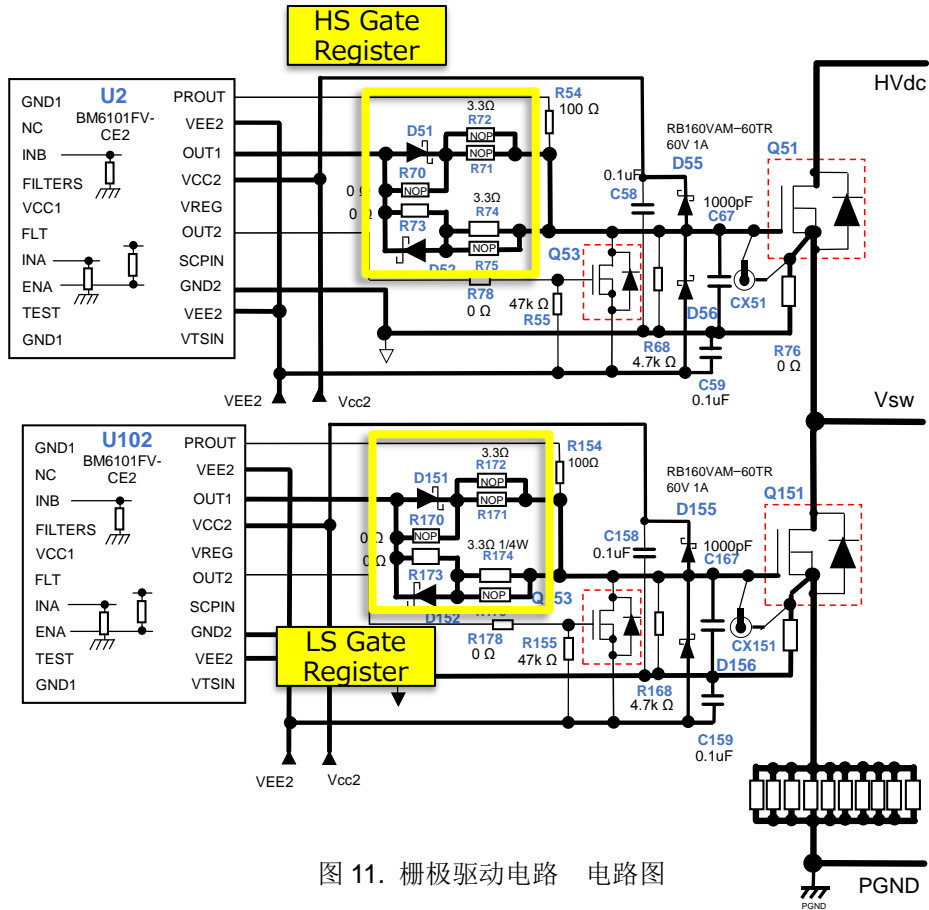 HS Gate
Register
HVdc
U2
BM6101FV-
CE2
GND1
NC
INB
FILTERS
VCC1
FLT
INA
ENA
TEST
GND1
PROUT
VEE2
OUT1
VCC2
VREG
OUT2
SCPIN
GND2
VEE2
VTSIN
R54
100 Ω
3.3Ω
R72
NOP
D51
NOP
R71
R70
NOP
0 Ω
0 Ω
R73
3.3Ω
R74
NOP
R75
D52
R78
0 Ω
47k Ω
R55
Q53
0.1uF
C58
RB160VAM-60TR
60V 1A
D55
1000pF
C67
Q51
CX51
D56
R68
4.7k Ω
C59
0.1uF
R76
0 Ω
VEE2
Vcc2
Vsw
U102
BM6101FV-
CE2
GND1
NC
INB
FILTERS
VCC1
FLT
INA
ENA
TEST
GND1
PROUT
VEE2
OUT1
VCC2
VREG
OUT2
SCPIN
GND2
VEE2
VTSIN
R154
100Ω
3.3Ω
R172
NOP
D151
NOP
R171
R170
NOP
0 Ω
0 Ω
R173
3.3Ω 1/4W
R174
NOP
D152
R178
0 Ω
R155
47k Ω
C158
0.1uF
RB160VAM-60TR
60V 1A
D155
1000pF
C167
Q151
CX151
D156
R168
4.7k Ω
C159
0.1uF
LS Gate
Register
VEE2
Vcc2
PGND
PGND
图 11. 栅极驱动电路 电路图